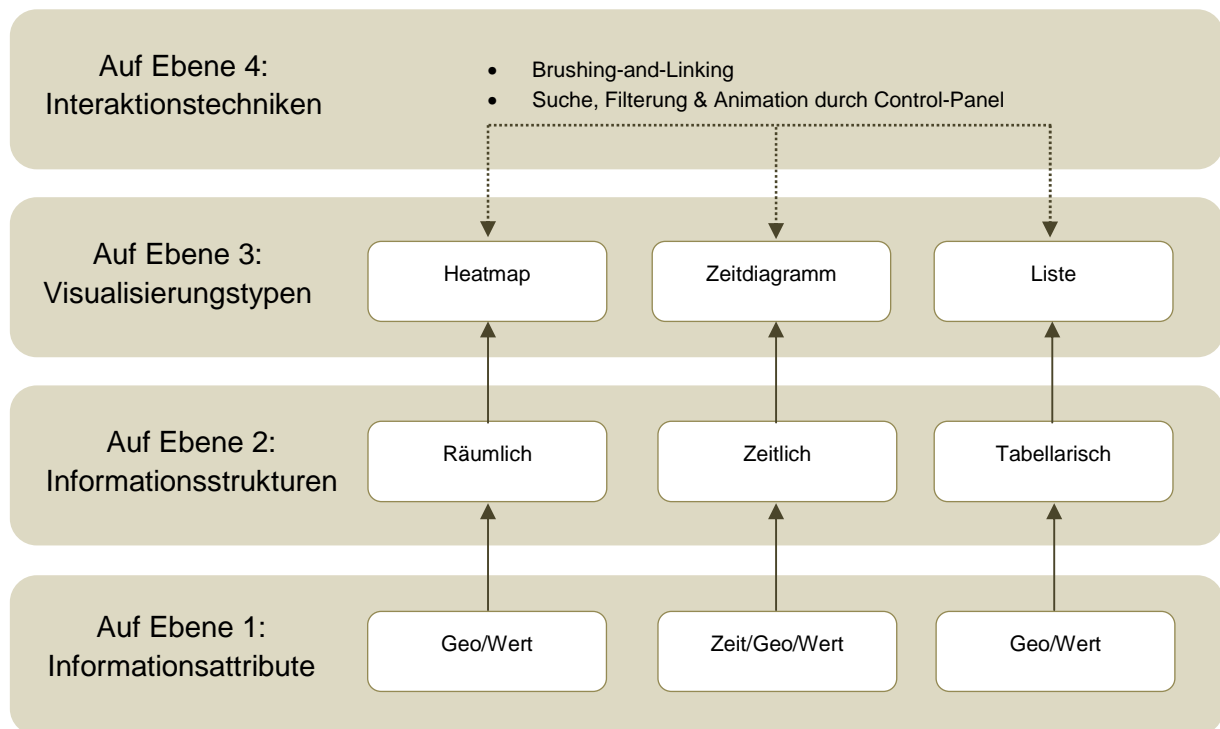 Auf Ebene 4:
Interaktionstechniken
• Brushing-and-Linking
• Suche, Filterung & Animation durch Control-Panel
Auf Ebene 3:
Visualisierungstypen
Heatmap
Zeitdiagramm
Liste
Auf Ebene 2:
Informationsstrukturen
Räumlich
Zeitlich
Tabellarisch
Auf Ebene 1:
Informationsattribute
Geo/Wert
Zeit/Geo/Wert
Geo/Wert